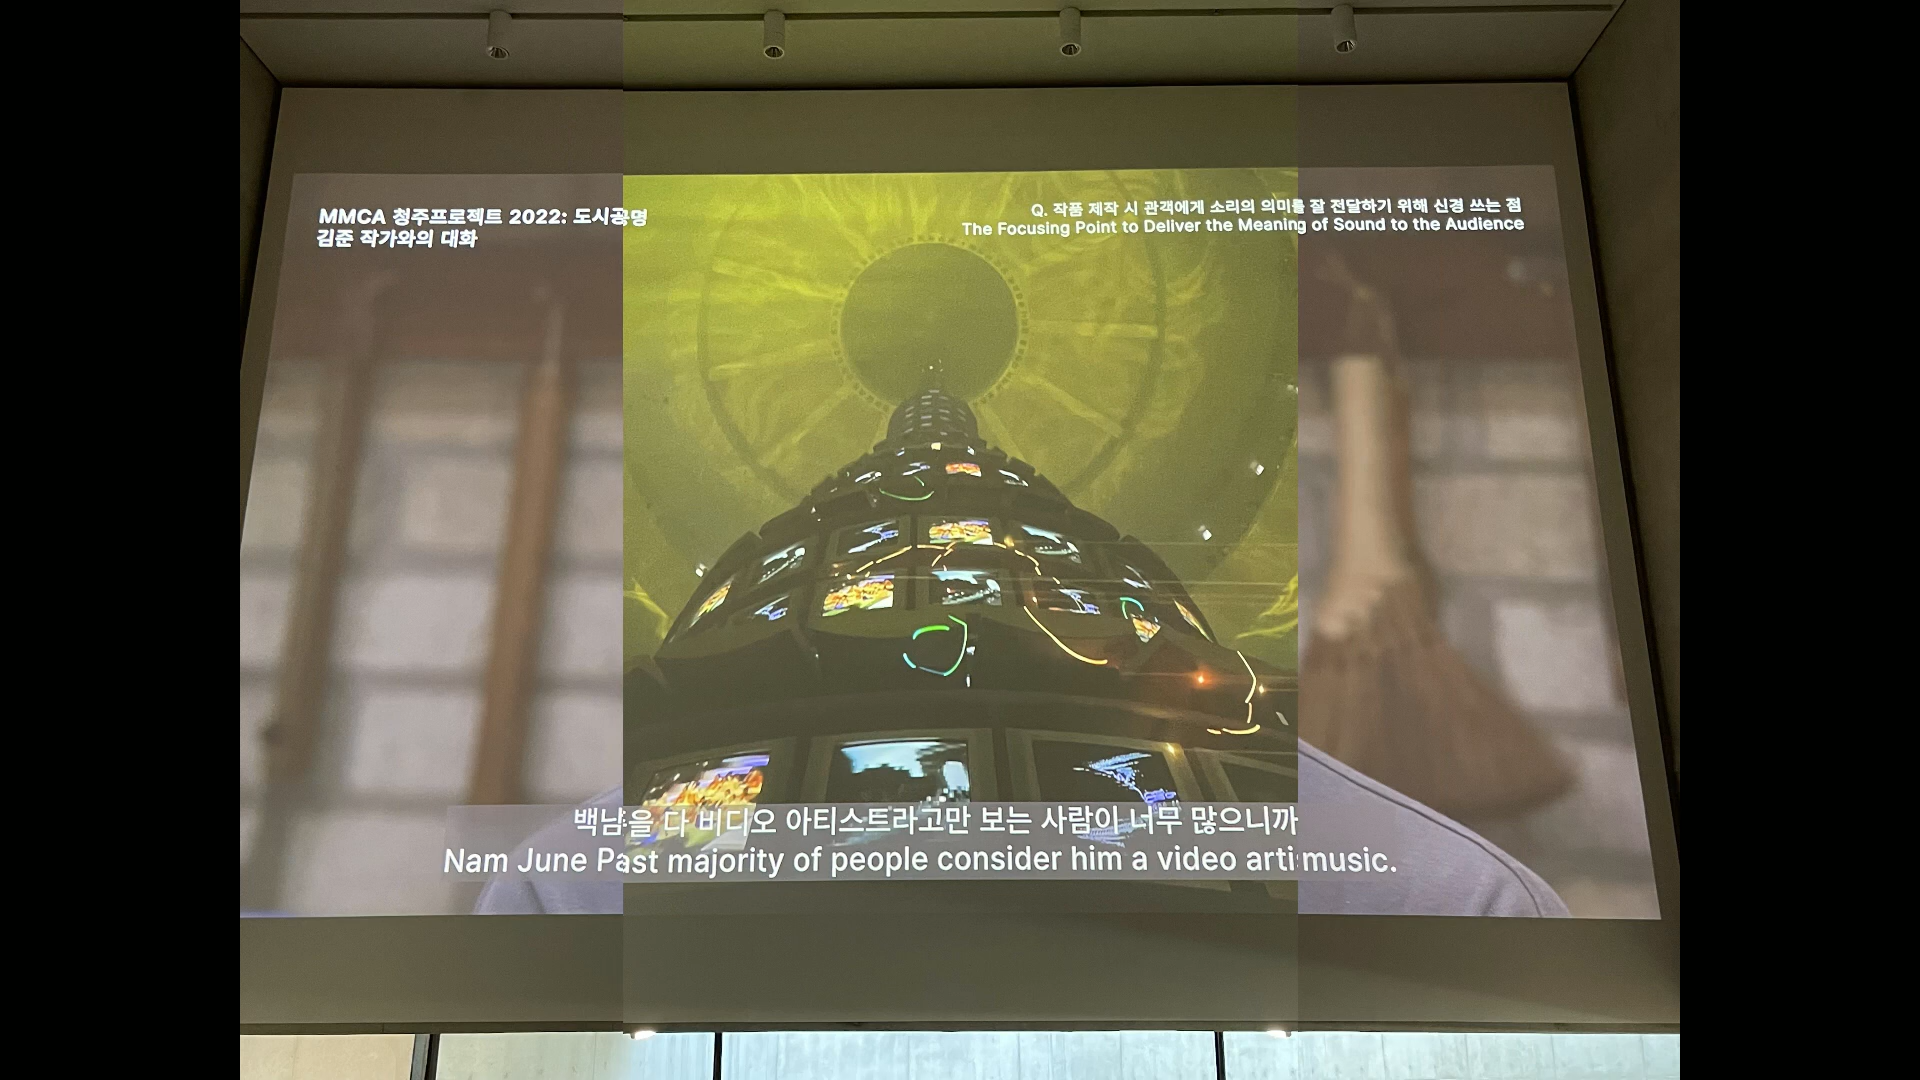 MMCA 청주프로젝트 2022: 도시공명
김준 작가와의 대화
Q. 작품 제작 시 관객에게 소리의 의미를 잘 전달하기 위해 신경 쓰는 점
The Focusing Point to Deliver the Meaning of Sound to the Audience
을 다 비디오 아티스트라고만 보는 사람이 너무 많으니까
Nam June majority of people consider him a video music.